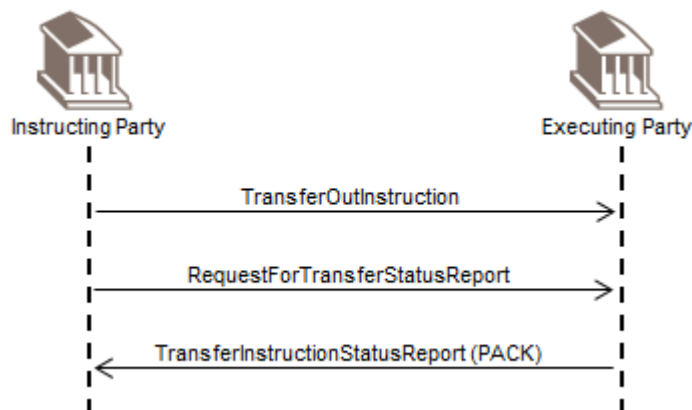 Instructing Party
Executing Party
TransferOutInstruction
RequestForTransferStatusReport
TransferInstructionStatusReport (PACK)